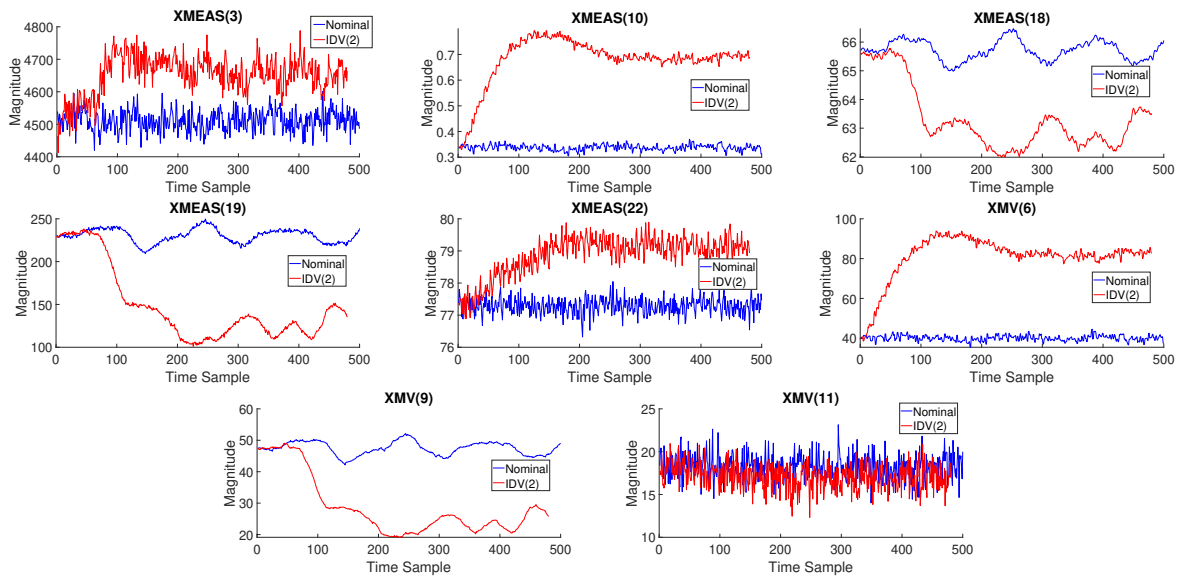 XMEAS(3)
4800
4700
4600
4500
4400
0 100 200 300 400 500
Magnitude
Time Sample
Nominal
IDV(2)
XMEAS(10)
0.7
0.6
0.5
0.4
0.3
0 100 200 300 400 500
Magnitude
Time Sample
Nominal
IDV(2)
XMEAS(18)
66
65
64
63
62
0 100 200 300 400 500
Magnitude
Time Sample
Nominal
IDV(2)
XMEAS(19)
250
200
150
100
0 100 200 300 400 500
Magnitude
Time Sample
Nominal
IDV(2)
XMEAS(22)
80
79
78
77
76
0 100 200 300 400 500
Magnitude
Time Sample
Nominal
IDV(2)
XMV(6)
100
80
60
40
0 100 200 300 400 500
Magnitude
Time Sample
Nominal
IDV(2)
XMV(9)
60
50
40
30
20
0 100 200 300 400 500
Magnitude
Time Sample
Nominal
IDV(2)
XMV(11)
25
20
15
10
0 100 200 300 400 500
Magnitude
Time Sample
Nominal
IDV(2)